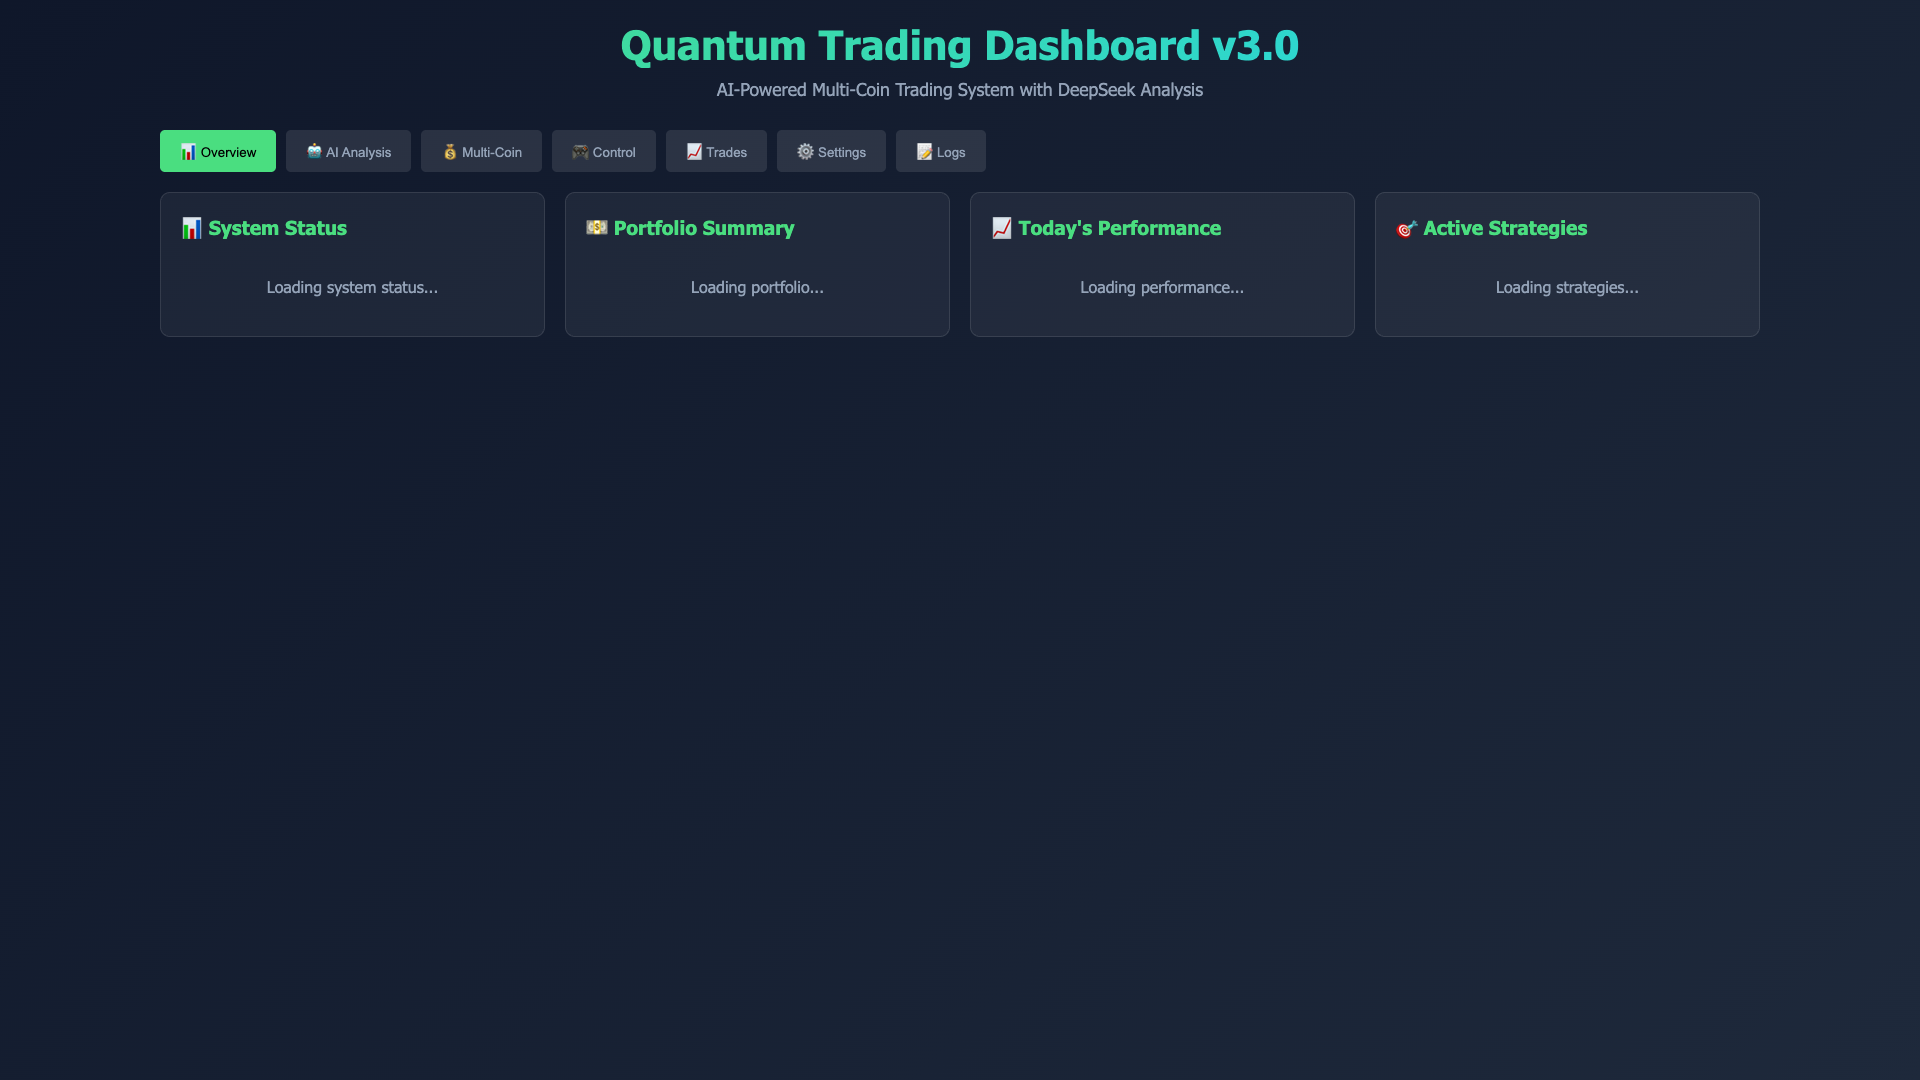 Quantum Trading Dashboard v3.0
AI-Powered Multi-Coin Trading System with DeepSeek Analysis
📊 Overview
🤖 AI Analysis
💰 Multi-Coin
🎮 Control
📈 Trades
⚙️ Settings
📝 Logs
📊 System Status
Loading system status...
💵 Portfolio Summary
Loading portfolio...
📈 Today's Performance
Loading performance...
🎯 Active Strategies
Loading strategies...